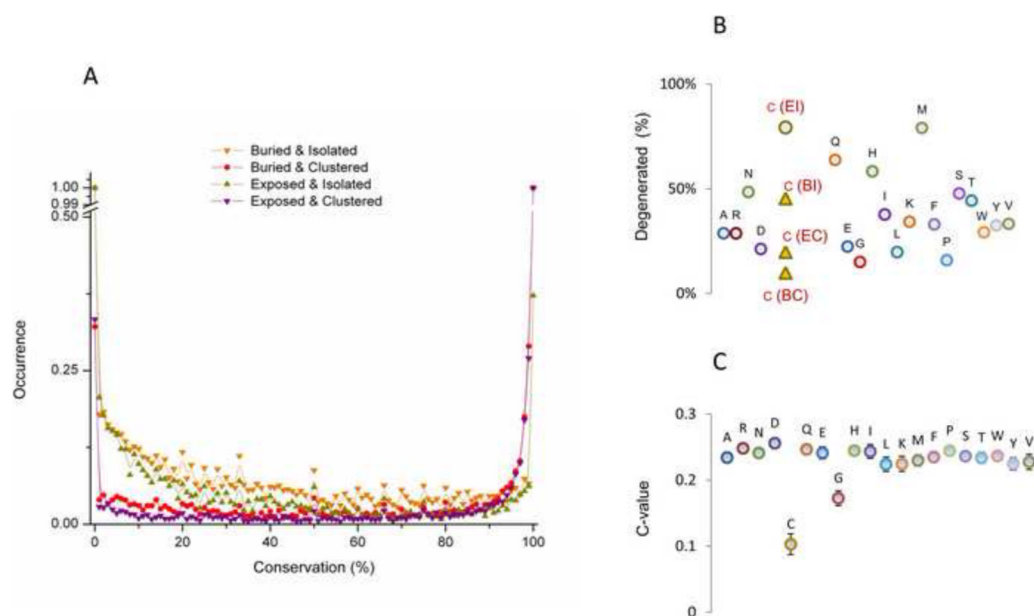 A
Buried & Isolated
Buried & Clustered
Exposed & Isolated
Exposed & Clustered
1.00
0.99
0.50
0.25
0.00
Occurrence
0
20
40
60
80
100
Conservation (%)
B
100%
50%
0%
Degenerated (%)
A
R
N
D
C (EI)
C (BI)
C (EC)
C (BC)
Q
E
G
H
I
L
K
M
F
P
S
T
W
Y
V
C
0.3
0.2
0.1
0
C-value
A
R
N
D
C
Q
E
G
H
I
L
K
M
F
P
S
T
W
Y
V